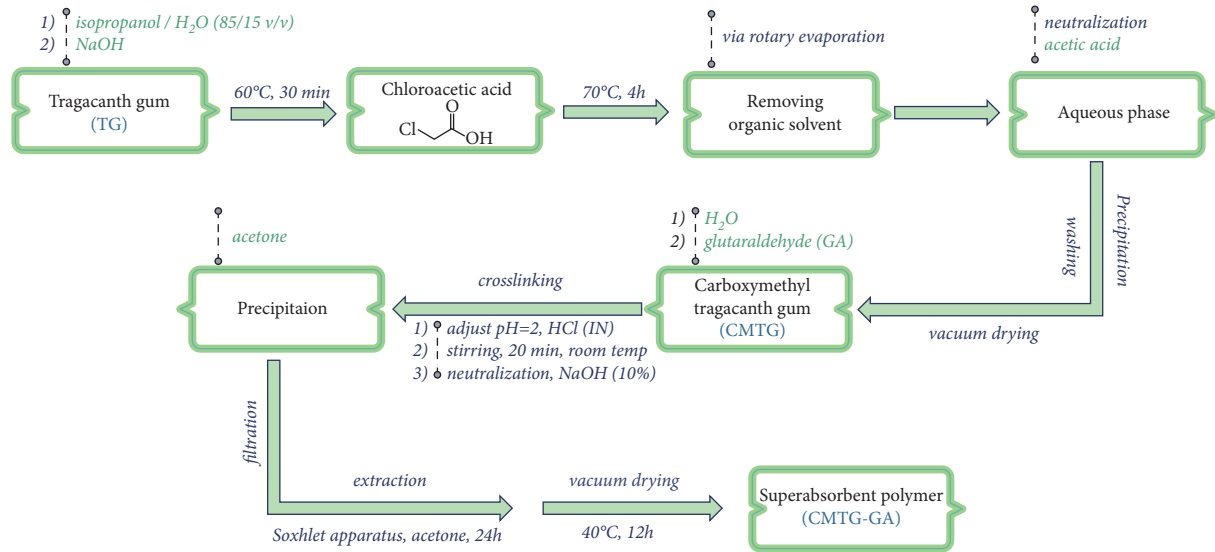 1) isopropanol / H₂O (85/15 v/v)
2) NaOH
Tragacanth gum
(TG)
60°C, 30 min
Chloroacetic acid
O
Cl
OH
70°C, 4h
via rotary evaporation
Removing
organic solvent
neutralization
acetic acid
Aqueous phase
Precipitation
washing
vacuum drying
1) H₂O
2) glutaraldehyde (GA)
Carboxymethyl
tragacanth gum
(CMTG)
crosslinking
1) adjust pH=2, HCl (IN)
2) stirring, 20 min, room temp
3) neutralization, NaOH (10%)
acetone
Precipitaion
filtration
extraction
Soxhlet apparatus, acetone, 24h
vacuum drying
40°C, 12h
Superabsorbent polymer
(CMTG-GA)